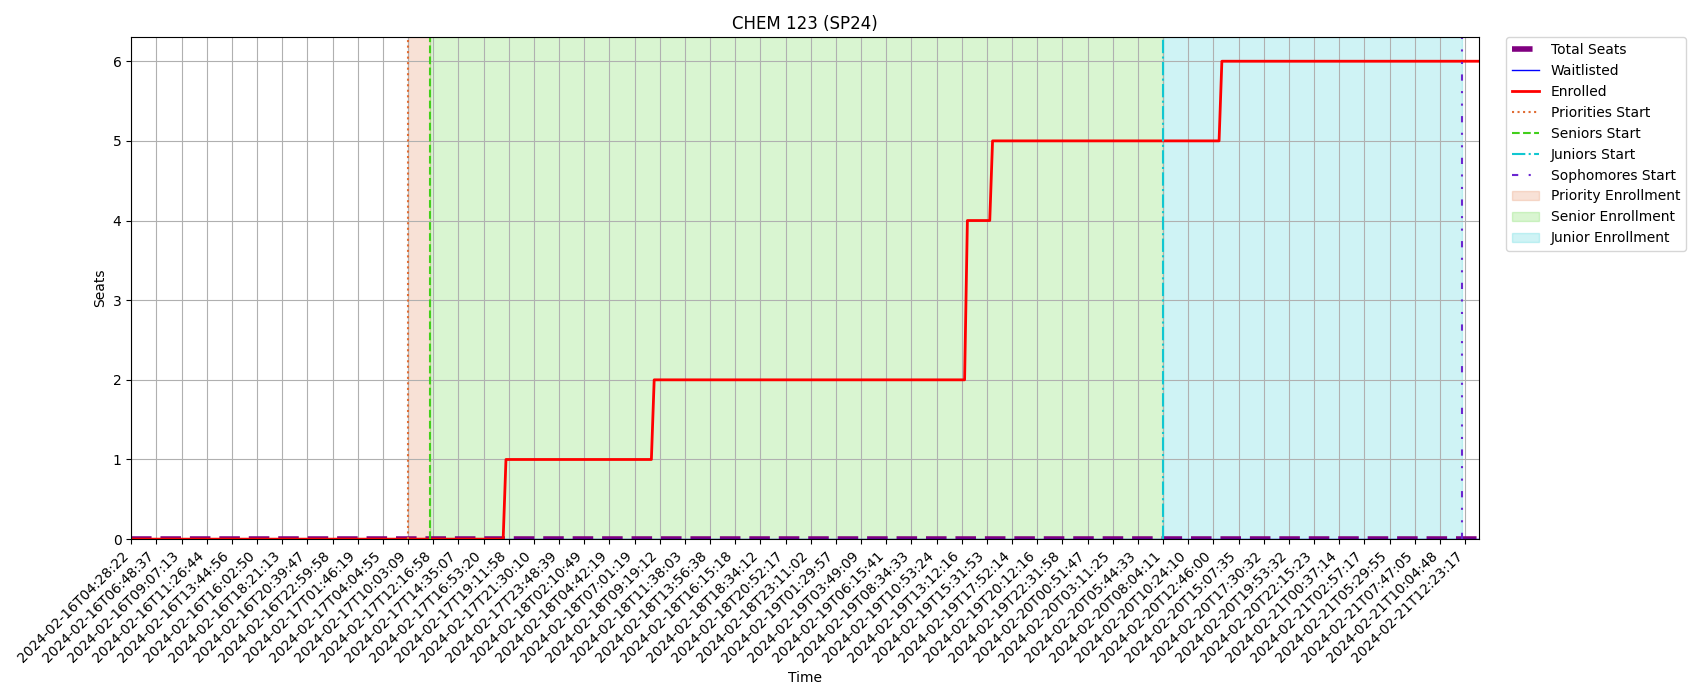 CHEM 123 (SP24)
Seats
6
5
4
3
2
1
0
2024-02-16T04:28:22
2024-02-16T06:48:37
2024-02-16T09:07:13
2024-02-16T11:26:44
2024-02-16T13:44:56
2024-02-16T16:02:50
2024-02-16T18:21:13
2024-02-16T20:39:47
2024-02-16T22:59:58
2024-02-17T01:46:19
2024-02-17T04:04:55
2024-02-17T10:03:09
2024-02-17T12:16:58
2024-02-17T14:35:07
2024-02-17T16:53:20
2024-02-17T19:11:58
2024-02-17T21:30:10
2024-02-17T23:48:39
2024-02-18T02:10:49
2024-02-18T04:42:19
2024-02-18T07:01:19
2024-02-18T09:19:12
2024-02-18T11:38:03
2024-02-18T13:56:38
2024-02-18T16:15:18
2024-02-18T18:34:12
2024-02-18T20:52:17
2024-02-18T23:11:02
2024-02-19T01:29:57
2024-02-19T03:49:09
2024-02-19T06:15:41
2024-02-19T08:34:33
2024-02-19T10:53:24
2024-02-19T13:12:16
2024-02-19T15:31:53
2024-02-19T17:52:14
2024-02-19T20:12:16
2024-02-19T22:31:58
2024-02-20T00:51:47
2024-02-20T03:11:25
2024-02-20T05:44:33
2024-02-20T08:04:11
2024-02-20T10:24:10
2024-02-20T12:46:00
2024-02-20T15:07:35
2024-02-20T17:30:32
2024-02-20T19:53:32
2024-02-20T22:15:23
2024-02-21T00:37:14
2024-02-21T02:57:17
2024-02-21T05:29:55
2024-02-21T07:47:05
2024-02-21T10:04:48
2024-02-21T12:23:17
Time
Total Seats
Waitlisted
Enrolled
Priorities Start
Seniors Start
Juniors Start
Sophomores Start
Priority Enrollment
Senior Enrollment
Junior Enrollment